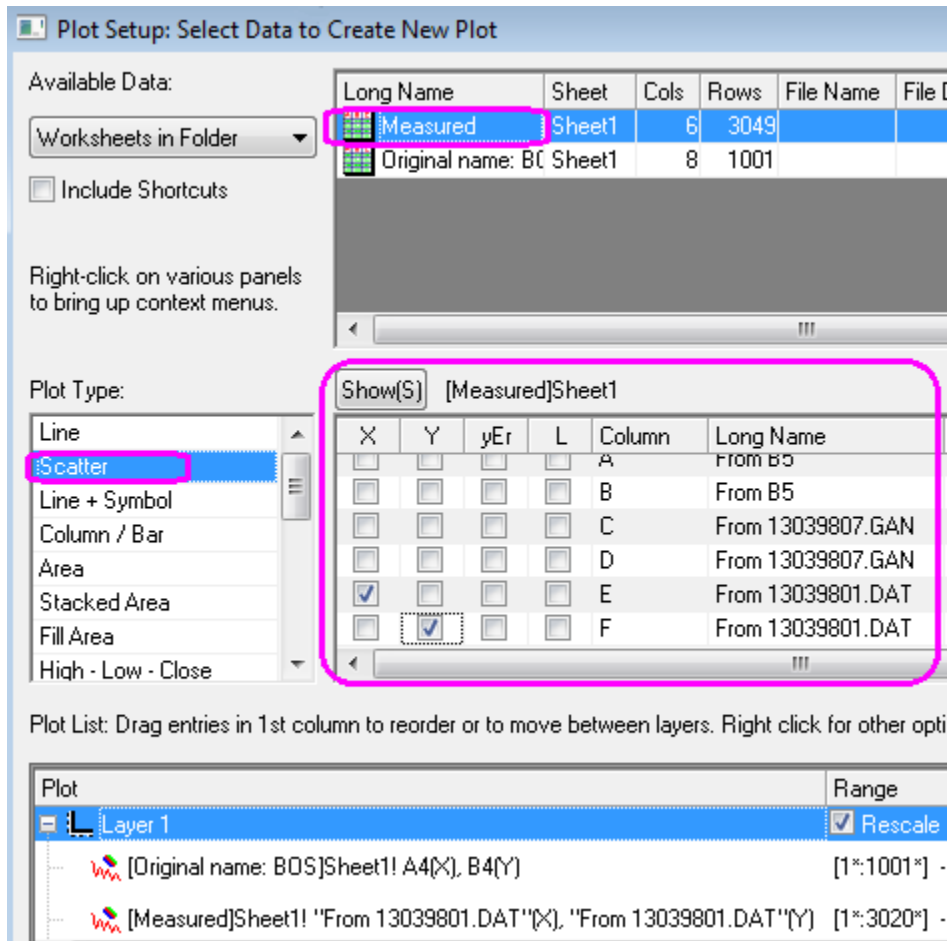 Plot Setup: Select Data to Create New Plot
Available Data:
Worksheets in Folder
Include Shortcuts
Right-click on various panels
to bring up context menus.
Long Name Sheet Cols Rows File Name File
Measured Sheet1 6 3049
Original name: BO Sheet1 8 1001
Plot Type:
Line
Scatter
Line + Symbol
Column / Bar
Area
Stacked Area
Fill Area
High - Low - Close
Show(S) [Measured]Sheet1
X Y yEr L Column Long Name
A From B5
B From B5
C From 13039807.GAN
D From 13039807.GAN
E From 13039801.DAT
F From 13039801.DAT
Plot List: Drag entries in 1st column to reorder or to move between layers. Right click for other opti
Plot Range
Layer 1 Rescale
[Original name: BOS]Sheet1! A4(X), B4(Y) [1*:1001*] -
[Measured]Sheet1! "From 13039801.DAT"(X), "From 13039801.DAT"(Y) [1*:3020*] -